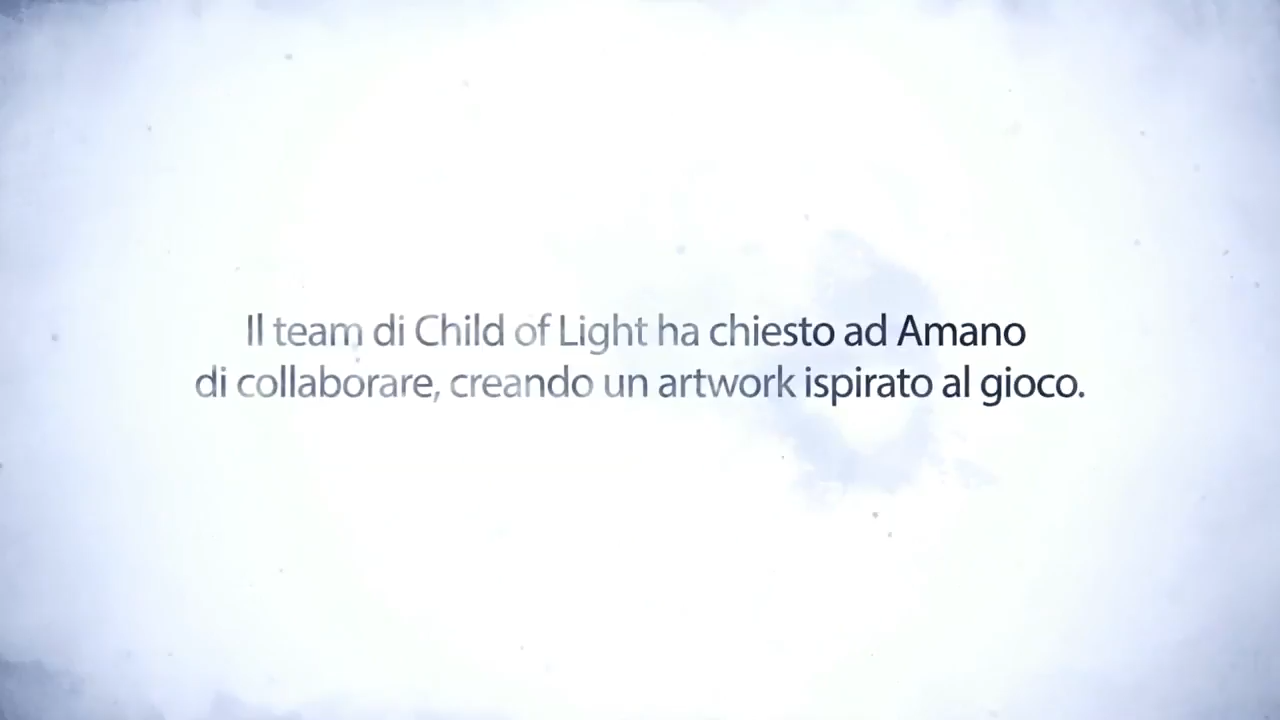 Il team di Child of Light ha chiesto ad Amano
di collaborare, creando un artwork ispirato al gioco.